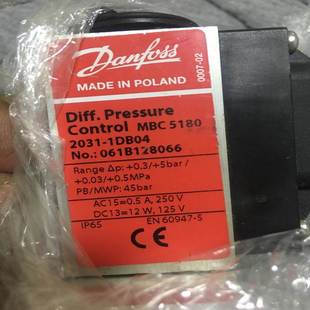 Danfoss
MADE IN POLAND
0007-02
Diff. Pressure
Control MBC 5180
2031-1DB04
No.: 061B128066
Range Δp: +0.3/+5bar /
+0.03/+0.5MPa
PB/MWP: 45bar
AC15=0.5 A, 250 V
DC13=12 W, 125 V
IP65 EN 60947-5
CE